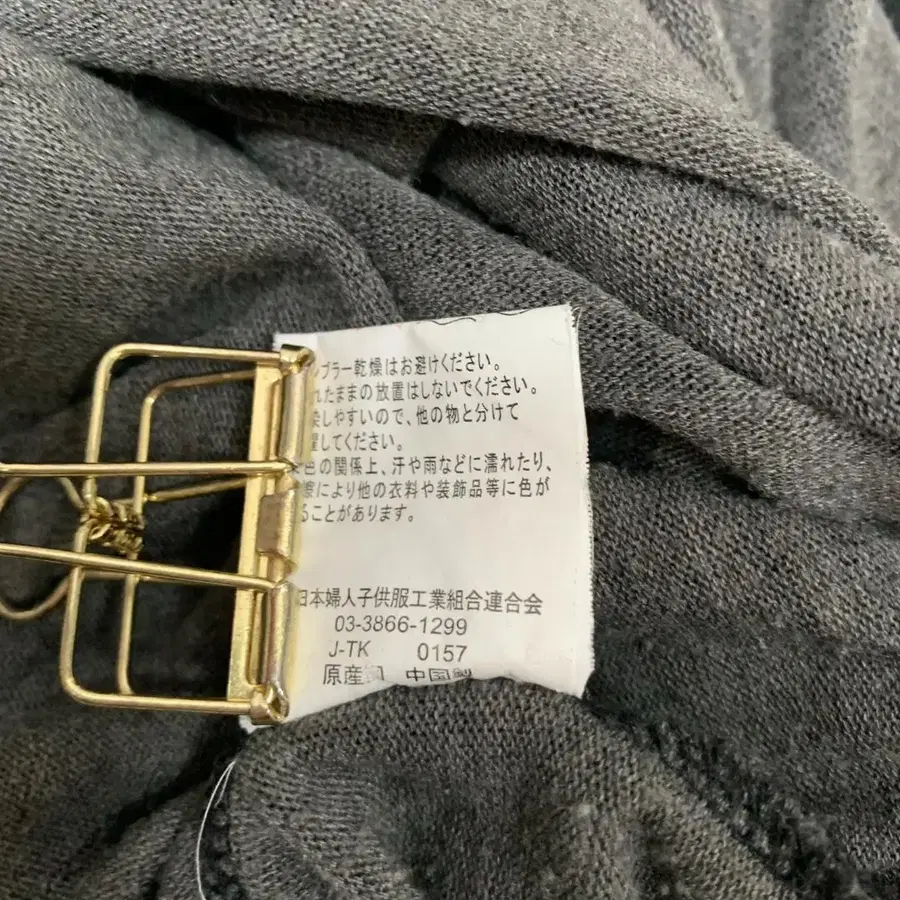 ンブラー乾燥はお避けください。
れたままの放置はしないでください。
染しやすいので、他の物と分けて
置してください。
色の関係上、汗や雨などに濡れたり、
擦により他の衣料や装飾品等に色が
ることがあります。
日本婦人子供服工業組合連合会
03-3866-1299
J-TK 0157
原産国 中国製